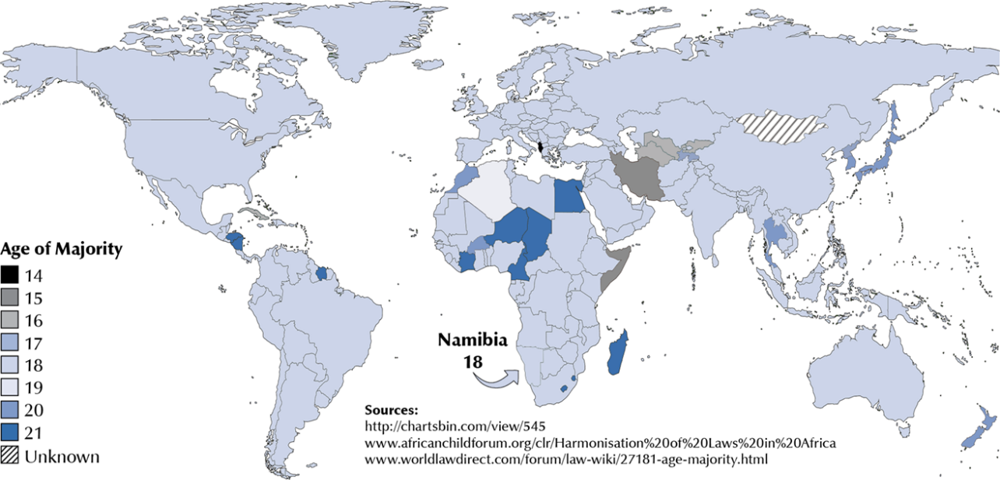 Age of Majority
14
15
16
17
18
19
20
21
Unknown
Namibia
18
Sources:
http://chartsbin.com/view/545
www.africanchildforum.org/clr/Harmonisation%20of%20Laws%20in%20Africa
www.worldlawdirect.com/forum/law-wiki/27181-age-majority.html